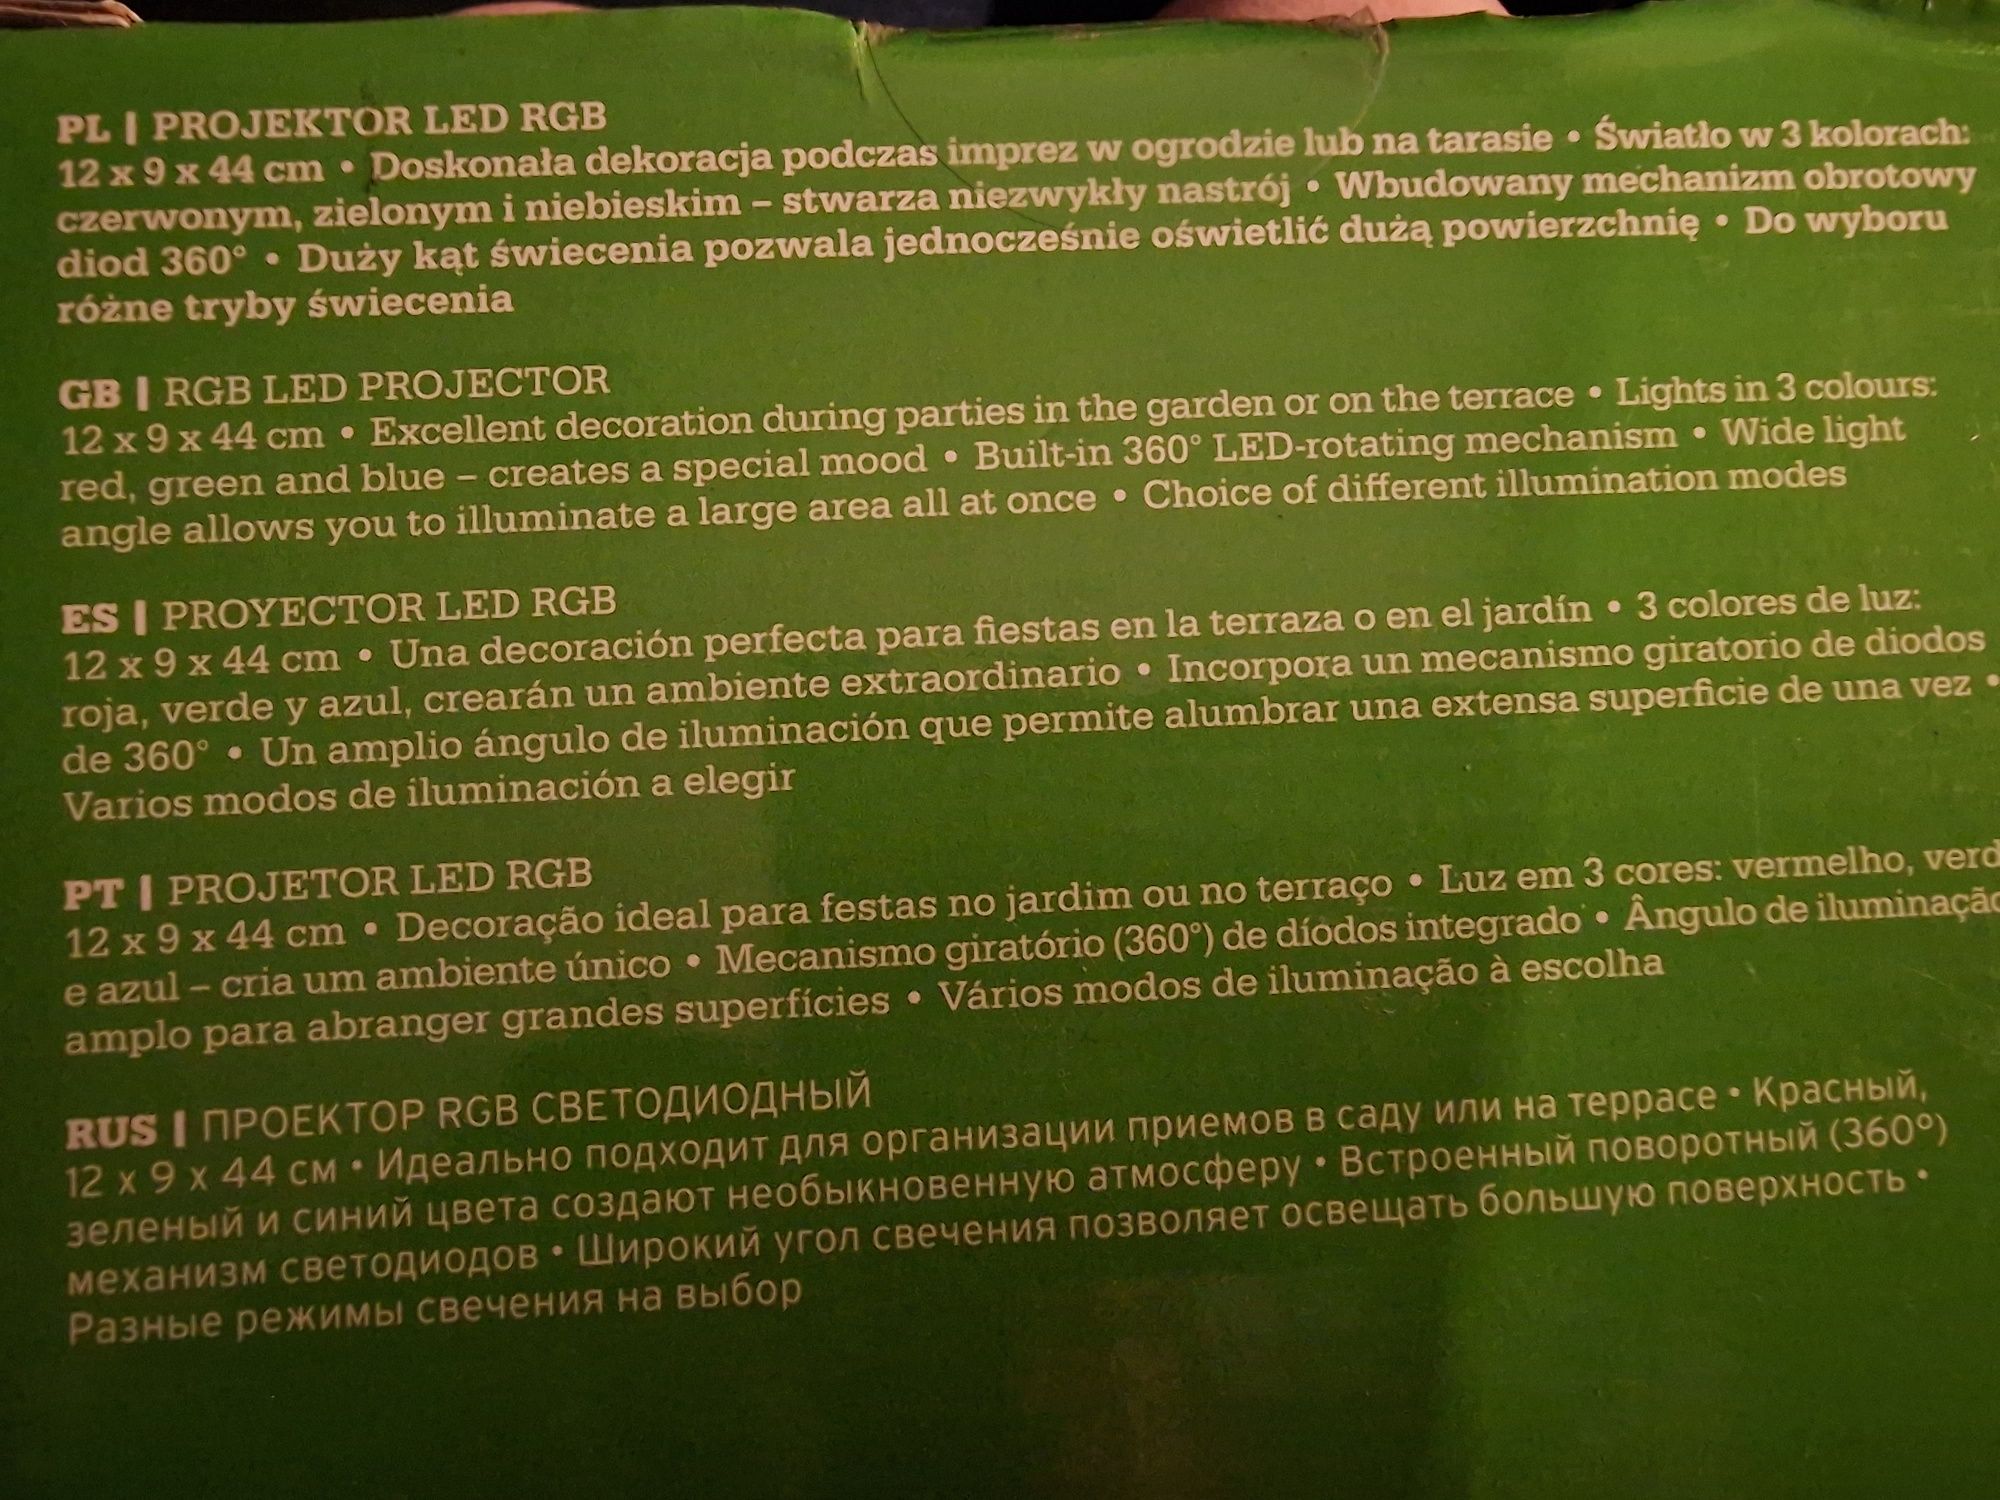 PL | PROJEKTOR LED RGB
12 x 9 x 44 cm • Doskonała dekoracja podczas imprez w ogrodzie lub na tarasie • Światło w 3 kolorach:
czerwonym, zielonym i niebieskim – stwarza niezwykły nastrój • Wbudowany mechanizm obrotowy
diod 360° • Duży kąt świecenia pozwala jednocześnie oświetlić dużą powierzchnię • Do wyboru
różne tryby świecenia
GB | RGB LED PROJECTOR
12 x 9 x 44 cm • Excellent decoration during parties in the garden or on the terrace • Lights in 3 colours:
red, green and blue – creates a special mood • Built-in 360° LED-rotating mechanism • Wide light
angle allows you to illuminate a large area all at once • Choice of different illumination modes
ES | PROYECTOR LED RGB
12 x 9 x 44 cm • Una decoración perfecta para fiestas en la terraza o en el jardín • 3 colores de luz:
roja, verde y azul, crearán un ambiente extraordinario • Incorpora un mecanismo giratorio de diodos
de 360° • Un amplio ángulo de iluminación que permite alumbrar una extensa superficie de una vez •
Varios modos de iluminación a elegir
PT | PROJETOR LED RGB
12 x 9 x 44 cm • Decoração ideal para festas no jardim ou no terraço • Luz em 3 cores: vermelho, verd
e azul – cria um ambiente único • Mecanismo giratório (360°) de díodos integrado • Ângulo de iluminação
amplo para abranger grandes superfícies • Vários modos de iluminação à escolha
RUS | ПРОЕКТОР RGB СВЕТОДИОДНЫЙ
12 x 9 x 44 см • Идеально подходит для организации приемов в саду или на террасе • Красный,
зеленый и синий цвета создают необыкновенную атмосферу • Встроенный поворотный (360°)
механизм светодиодов • Широкий угол свечения позволяет освещать большую поверхность •
Разные режимы свечения на выбор